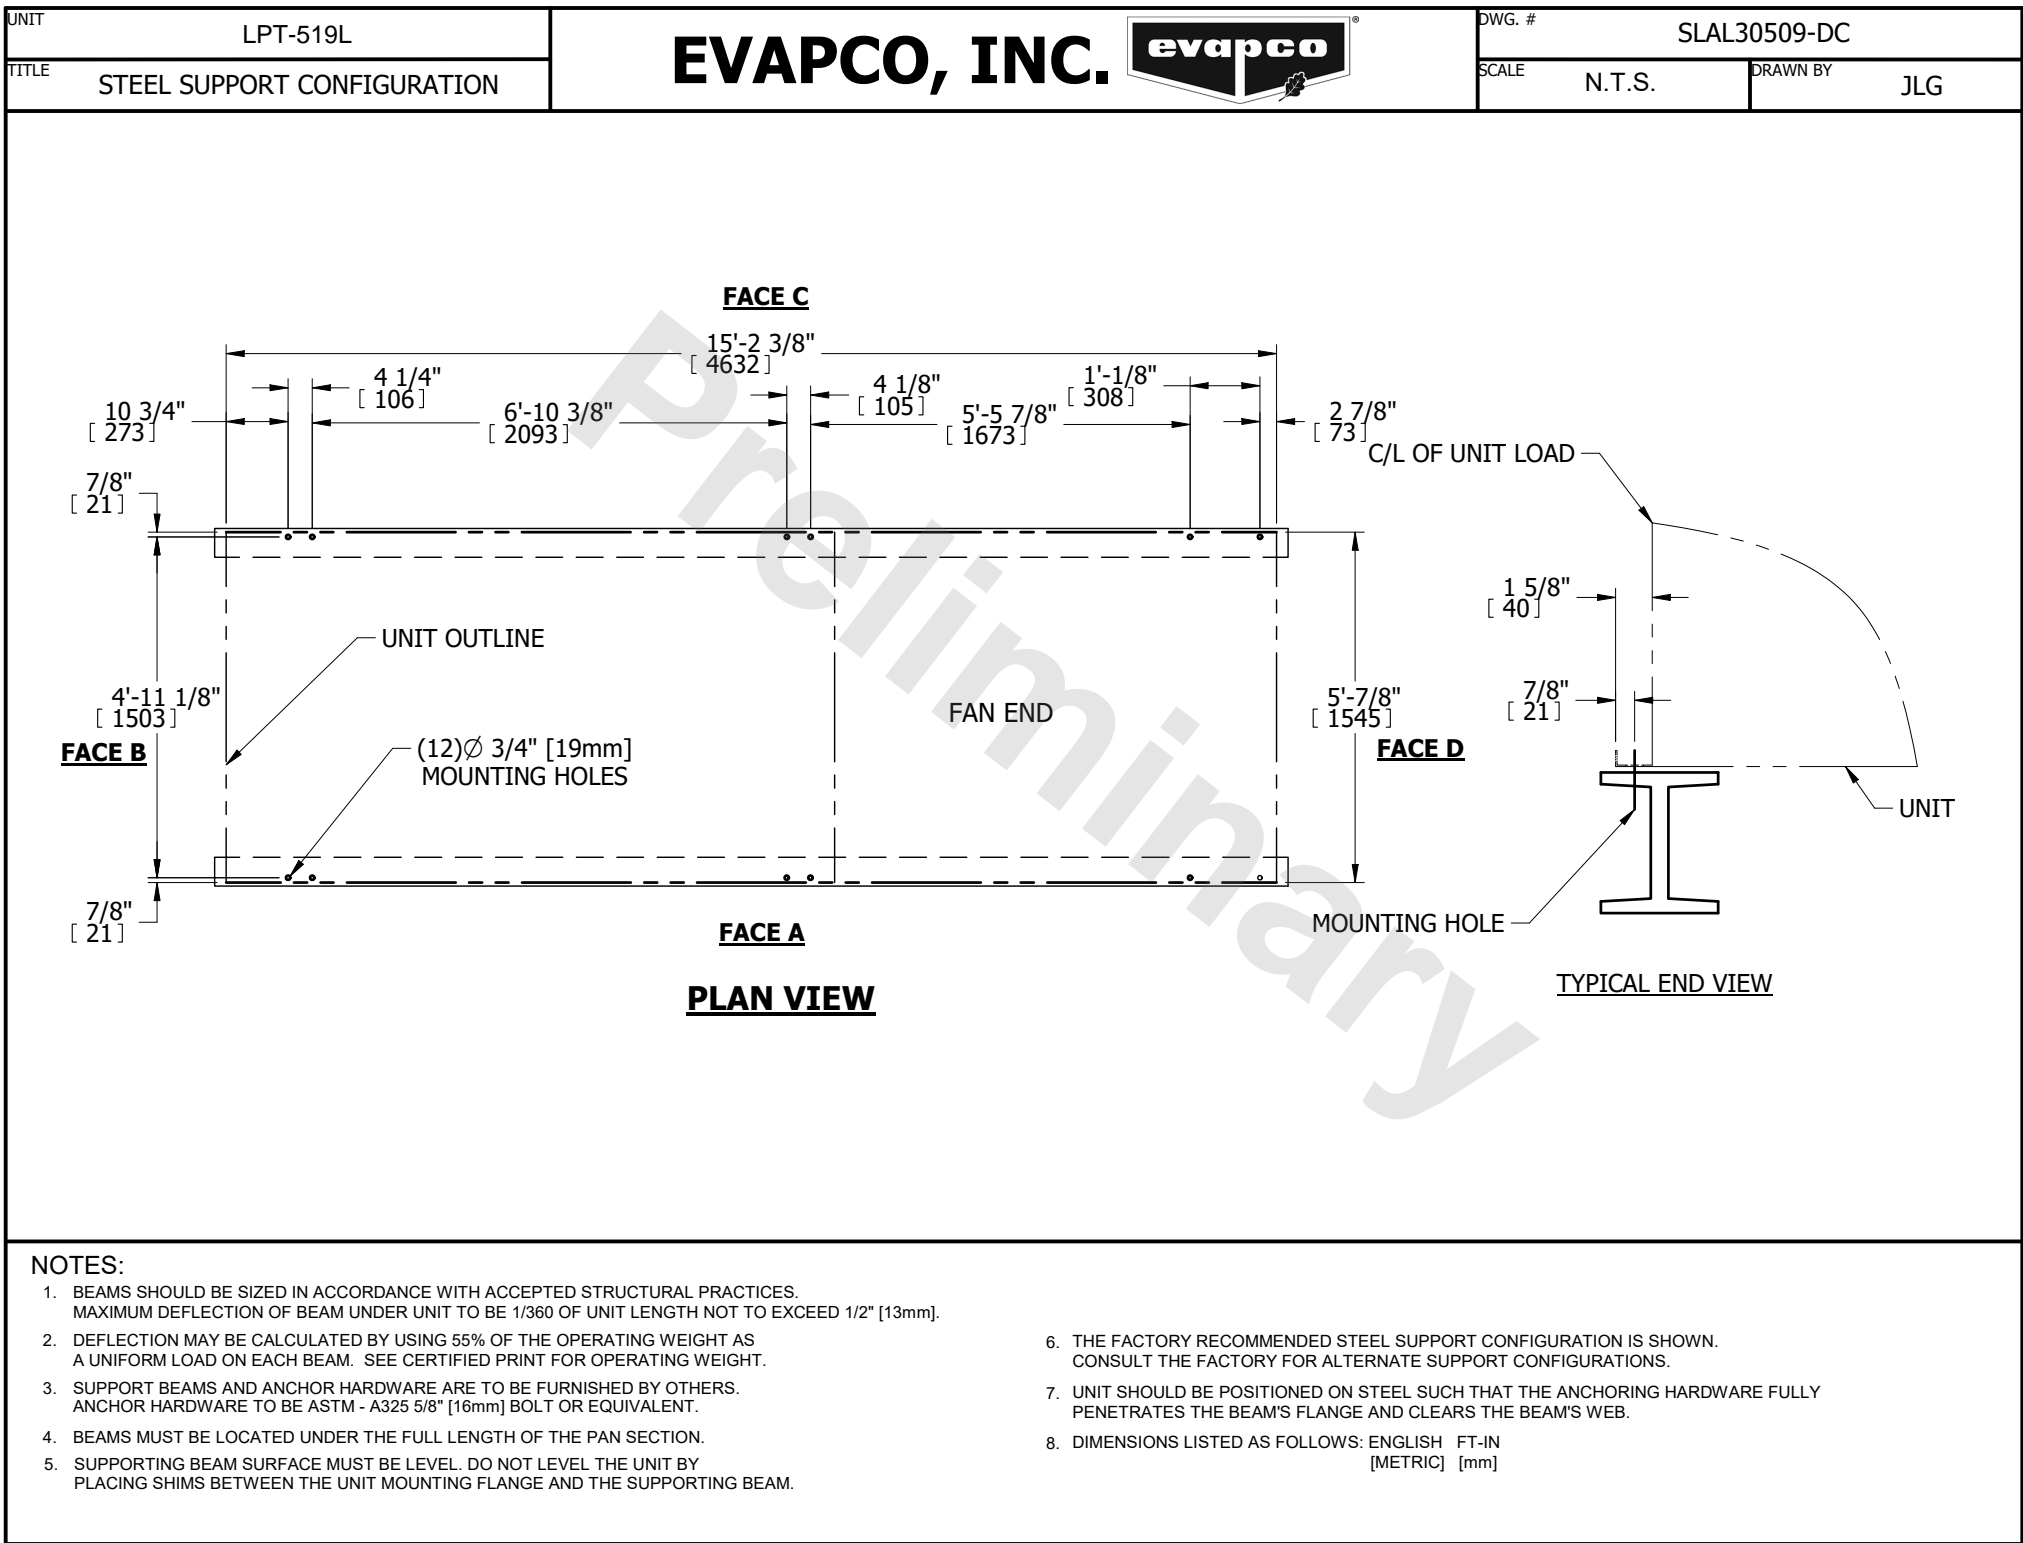 UNIT
LPT-519L
TITLE
STEEL SUPPORT CONFIGURATION
EVAPCO, INC.
evapco
®
DWG. #
SLAL30509-DC
SCALE
N.T.S.
DRAWN BY
JLG
FACE C
15'-2 3/8"
[ 4632 ]
10 3/4"
[ 273 ]
4 1/4"
[ 106 ]
6'-10 3/8"
[ 2093 ]
4 1/8"
[ 105 ]
5'-5 7/8"
[ 1673 ]
1'-1/8"
[ 308 ]
2 7/8"
[ 73 ]
7/8"
[ 21 ]
C/L OF UNIT LOAD
1 5/8"
[ 40 ]
UNIT OUTLINE
4'-11 1/8"
[ 1503 ]
FACE B
(12)Ø 3/4" [19mm]
MOUNTING HOLES
FAN END
5'-7/8"
[ 1545 ]
FACE D
7/8"
[ 21 ]
UNIT
7/8"
[ 21 ]
FACE A
MOUNTING HOLE
PLAN VIEW
TYPICAL END VIEW
Preliminary
NOTES:
1. BEAMS SHOULD BE SIZED IN ACCORDANCE WITH ACCEPTED STRUCTURAL PRACTICES.
MAXIMUM DEFLECTION OF BEAM UNDER UNIT TO BE 1/360 OF UNIT LENGTH NOT TO EXCEED 1/2" [13mm].
2. DEFLECTION MAY BE CALCULATED BY USING 55% OF THE OPERATING WEIGHT AS
A UNIFORM LOAD ON EACH BEAM. SEE CERTIFIED PRINT FOR OPERATING WEIGHT.
3. SUPPORT BEAMS AND ANCHOR HARDWARE ARE TO BE FURNISHED BY OTHERS.
ANCHOR HARDWARE TO BE ASTM - A325 5/8" [16mm] BOLT OR EQUIVALENT.
4. BEAMS MUST BE LOCATED UNDER THE FULL LENGTH OF THE PAN SECTION.
5. SUPPORTING BEAM SURFACE MUST BE LEVEL. DO NOT LEVEL THE UNIT BY
PLACING SHIMS BETWEEN THE UNIT MOUNTING FLANGE AND THE SUPPORTING BEAM.
6. THE FACTORY RECOMMENDED STEEL SUPPORT CONFIGURATION IS SHOWN.
CONSULT THE FACTORY FOR ALTERNATE SUPPORT CONFIGURATIONS.
7. UNIT SHOULD BE POSITIONED ON STEEL SUCH THAT THE ANCHORING HARDWARE FULLY
PENETRATES THE BEAM'S FLANGE AND CLEARS THE BEAM'S WEB.
8. DIMENSIONS LISTED AS FOLLOWS: ENGLISH FT-IN
[METRIC] [mm]